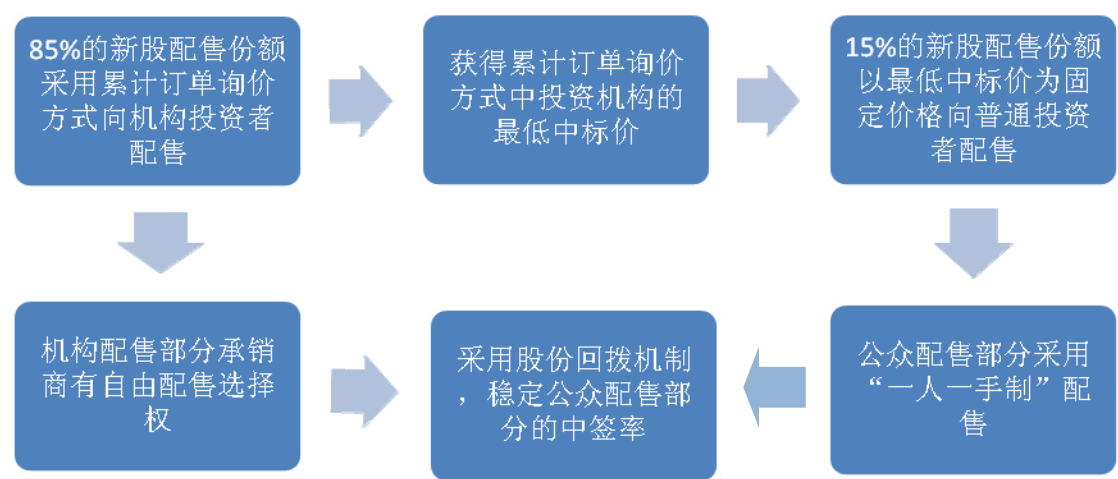 85%的新股配售份额
采用累计订单询价
方式向机构投资者
配售
获得累计订单询价
方式中投资机构的
最低中标价
15%的新股配售份额
以最低中标价为固
定价格向普通投资
者配售
机构配售部分承销
商有自由配售选择
权
采用股份回拨机制
，稳定公众配售部
分的中签率
公众配售部分采用
“一人一手制”配
售